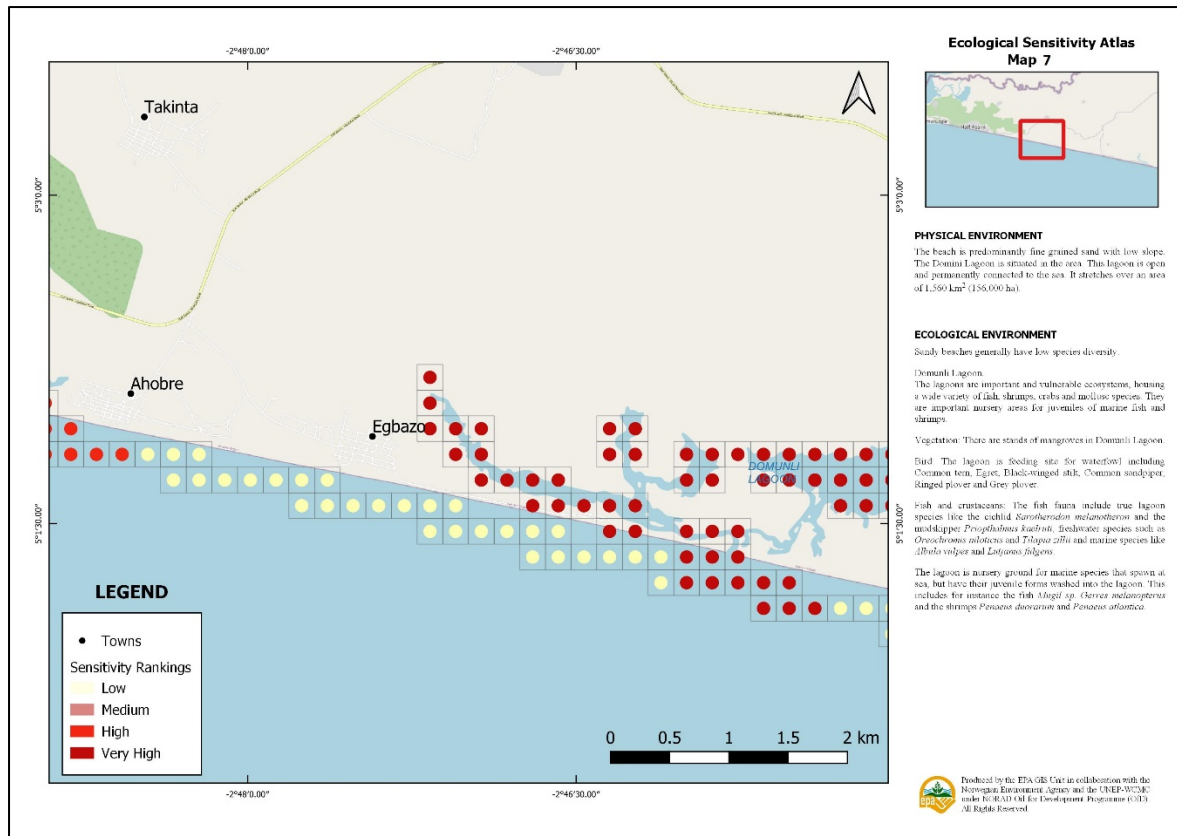 Ecological Sensitivity Atlas
Map 7
-2°48'0.00"
-2°46'30.00"
Takinta
5°3'0.00"
5°3'0.00"
Half Assini
PHYSICAL ENVIRONMENT
The beach is predominantly fine grained sand with low slope.
The Domini Lagoon is situated in the area. This lagoon is open
and permanently connected to the sea. It stretches over an area
of 1,560 km² (156,000 ha).
ECOLOGICAL ENVIRONMENT
Sandy beaches generally have low species diversity.
Domunli Lagoon.
The lagoons are important and vulnerable ecosystems, housing
a wide variety of fish, shrimps, crabs and mollusc species. They
are important nursery areas for juveniles of marine fish and
shrimps.
Vegetation: There are stands of mangroves in Domunli Lagoon.
Bird: The lagoon is feeding site for waterfowl including
Common tern, Egret, Black-winged stilt, Common sandpiper,
Ringed plover and Grey plover.
Fish and crustaceans: The fish fauna include true lagoon
species like the cichlid Sarotherodon melanotheron and the
mudskipper Priopthalmus kaelruti, freshwater species such as
Oreochromis niloticus and Tilapia zillii and marine species like
Albula vulpes and Lutjanus fulgens.
The lagoon is nursery ground for marine species that spawn at
sea, but have their juvenile forms washed into the lagoon. This
includes for instance the fish Mugil sp. Gerres melanopterus
and the shrimps Penaeus duorarum and Penaeus atlantica.
Ahobre
Egbazo
DOMUNLI
LAGOON
5°1'30.00"
5°1'30.00"
LEGEND
Towns
Sensitivity Rankings
Low
Medium
High
Very High
0 0.5 1 1.5 2 km
-2°48'0.00"
-2°46'30.00"
epa
Produced by the EPA GIS Unit in collaboration with the
Norwegian Environment Agency and the UNEP-WCMC
under NORAD Oil for Development Programme (OfD).
All Rights Reserved